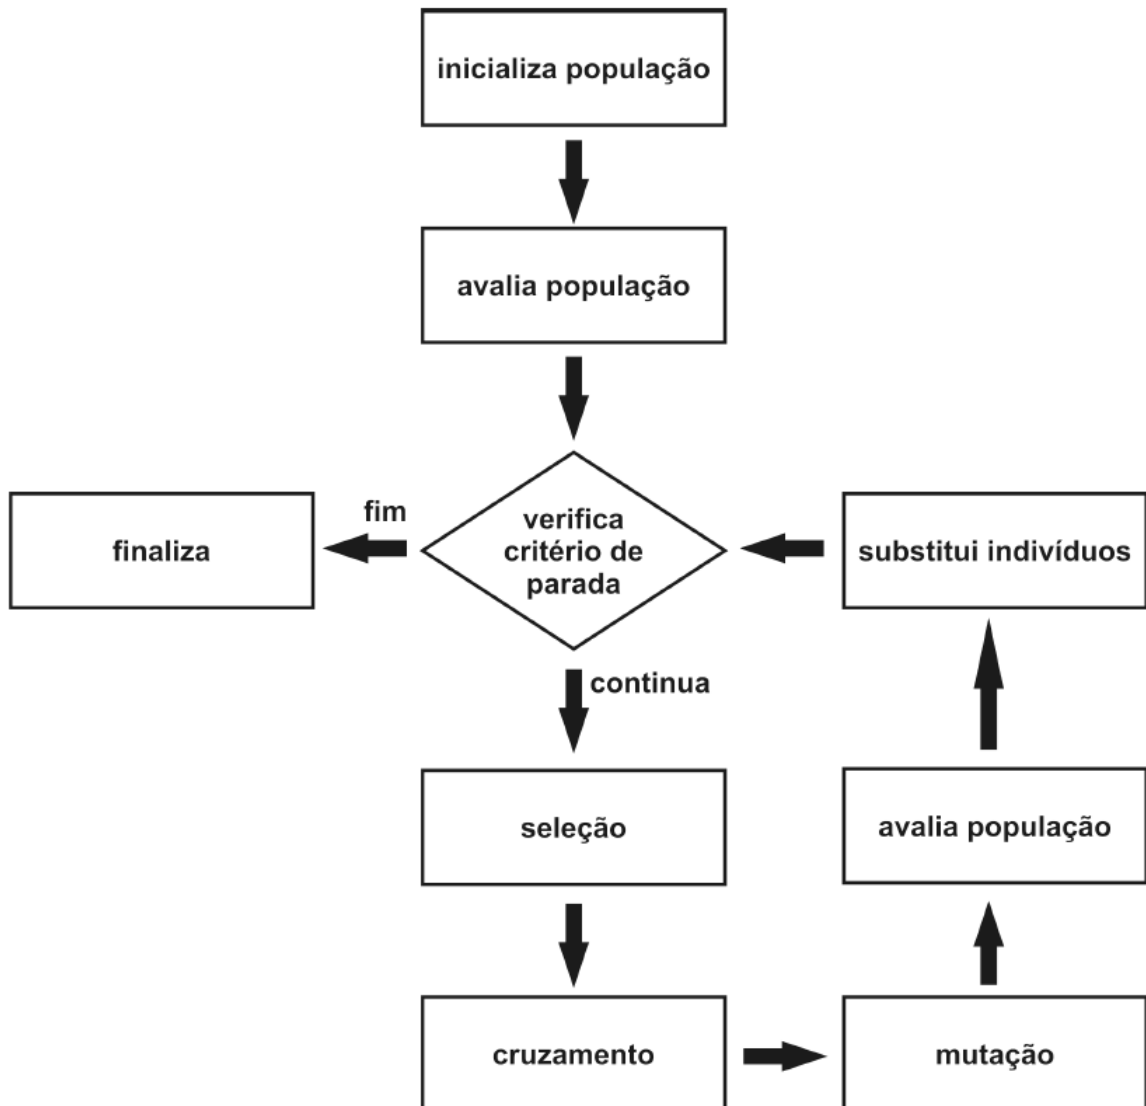 inicializa população
avalia população
fim
verifica
critério de
parada
finaliza
substitui indivíduos
continua
seleção
avalia população
cruzamento
mutação